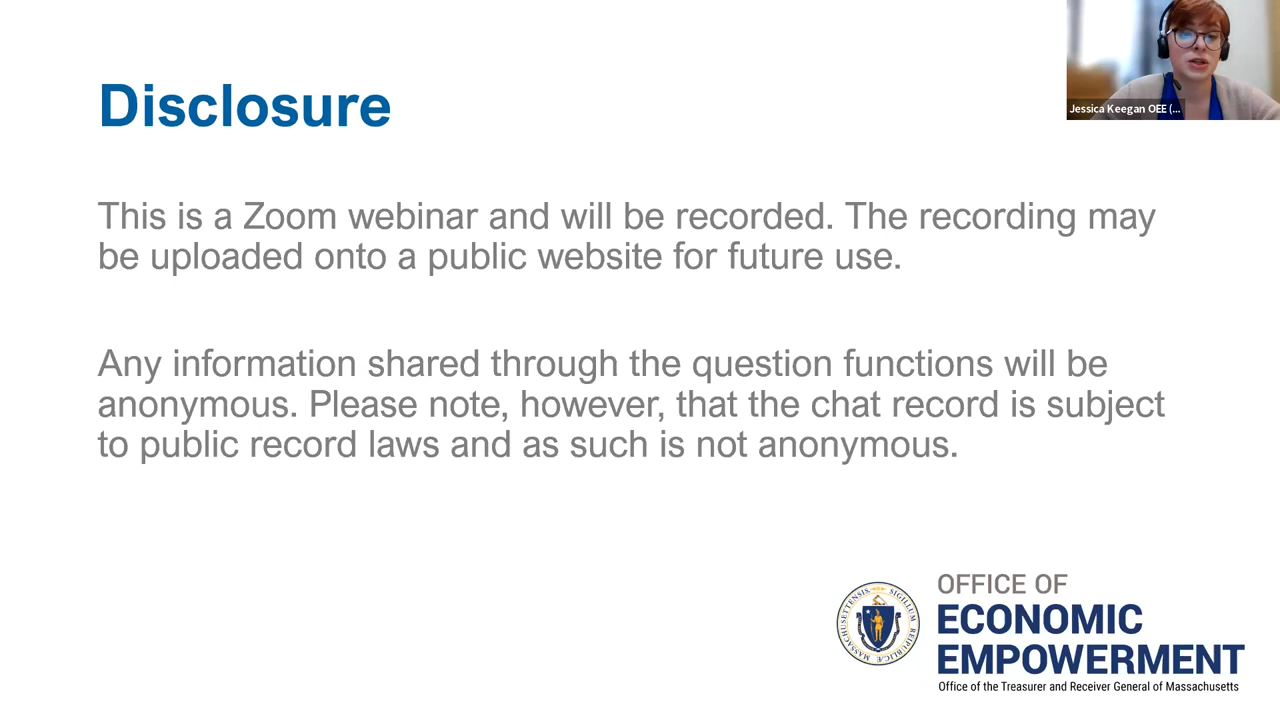 Jessica Keegan OEE (...
Disclosure
This is a Zoom webinar and will be recorded. The recording may
be uploaded onto a public website for future use.
Any information shared through the question functions will be
anonymous. Please note, however, that the chat record is subject
to public record laws and as such is not anonymous.
SIGILLUM REIPUBLICÆ MASSACHUSETTENSIS
OFFICE OF
ECONOMIC
EMPOWERMENT
Office of the Treasurer and Receiver General of Massachusetts